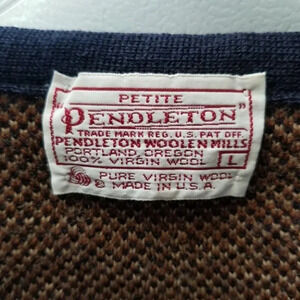 PETITE
PENDLETON"
TRADE MARK REG. U.S. PAT OFF.
PENDLETON WOOLEN MILLS
PORTLAND, OREGON
100% VIRGIN WOOL L
PURE VIRGIN WOOL
& MADE IN U.S.A.